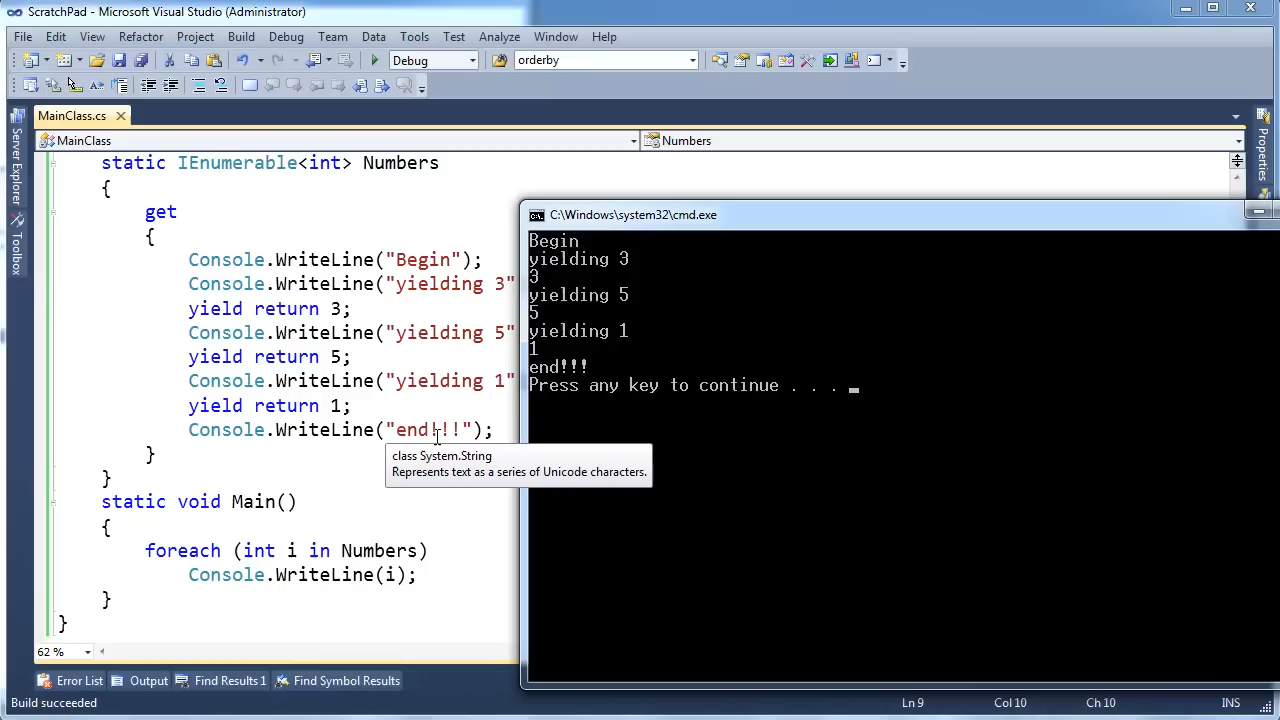 ScratchPad - Microsoft Visual Studio (Administrator)
File Edit View Refactor Project Build Debug Team Data Tools Test Analyze Window Help
Debug orderby
MainClass.cs
MainClass Numbers
Server Explorer
Toolbox
Properties
static IEnumerable<int> Numbers
{
get
{
Console.WriteLine("Begin");
Console.WriteLine("yielding 3"
yield return 3;
Console.WriteLine("yielding 5"
yield return 5;
Console.WriteLine("yielding 1"
yield return 1;
Console.WriteLine("end!!!");
}
}
class System.String
Represents text as a series of Unicode characters.
static void Main()
{
foreach (int i in Numbers)
Console.WriteLine(i);
}
}
C:\Windows\system32\cmd.exe
Begin
yielding 3
3
yielding 5
5
yielding 1
1
end!!!
Press any key to continue . . .
62 %
Error List Output Find Results 1 Find Symbol Results
Build succeeded Ln 9 Col 10 Ch 10 INS